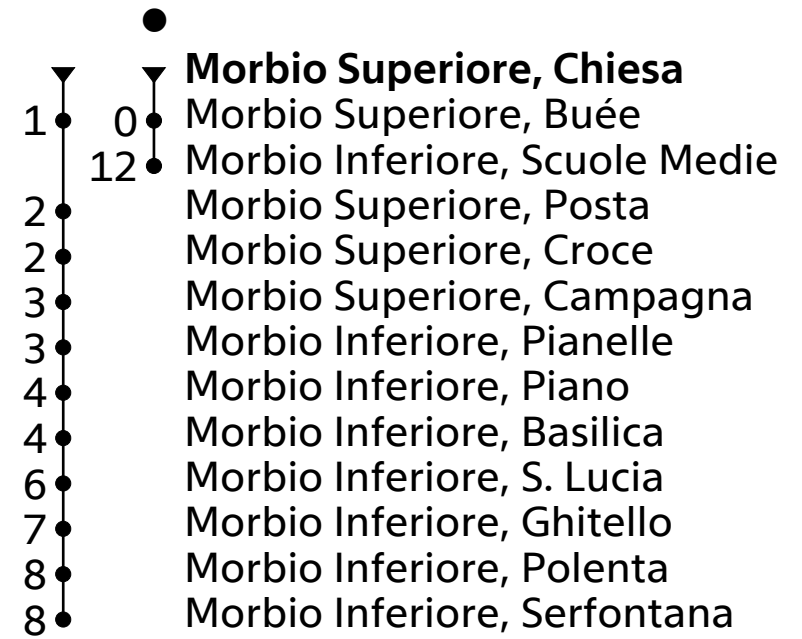 Morbio Superiore, Chiesa
1 0 Morbio Superiore, Buée
12 Morbio Inferiore, Scuole Medie
2 Morbio Superiore, Posta
2 Morbio Superiore, Croce
3 Morbio Superiore, Campagna
3 Morbio Inferiore, Pianelle
4 Morbio Inferiore, Piano
4 Morbio Inferiore, Basilica
6 Morbio Inferiore, S. Lucia
7 Morbio Inferiore, Ghitello
8 Morbio Inferiore, Polenta
8 Morbio Inferiore, Serfontana